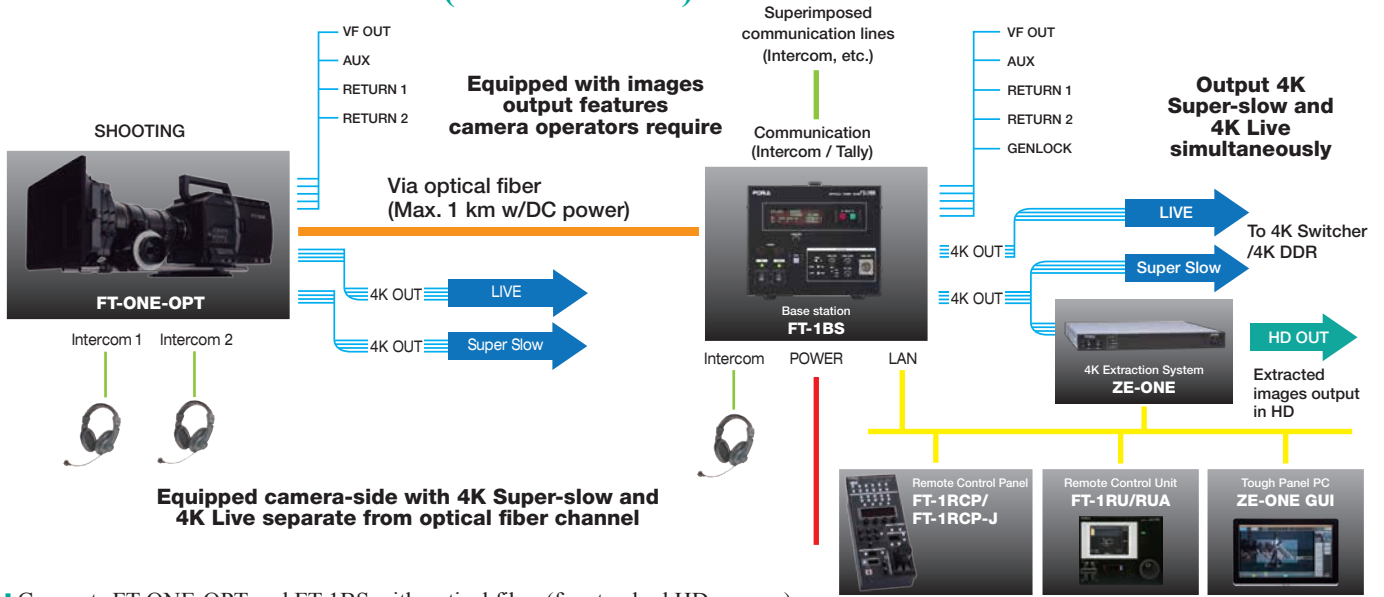 VF OUT
AUX
RETURN 1
RETURN 2
Equipped with images
output features
camera operators require
Superimposed
communication lines
(Intercom, etc.)
Communication
(Intercom / Tally)
VF OUT
AUX
RETURN 1
RETURN 2
GENLOCK
Output 4K
Super-slow and
4K Live
simultaneously
SHOOTING
FT-ONE-OPT
Via optical fiber
(Max. 1 km w/DC power)
4K OUT
LIVE
4K OUT
Super Slow
Intercom 1
Intercom 2
FOR.A
Base station
FT-1BS
4K OUT
LIVE
4K OUT
Super Slow
To 4K Switcher
/4K DDR
4K Extraction System
ZE-ONE
HD OUT
Extracted
images output
in HD
Intercom
POWER
LAN
Equipped camera-side with 4K Super-slow and
4K Live separate from optical fiber channel
Remote Control Panel
FT-1RCP/
FT-1RCP-J
Remote Control Unit
FT-1RU/RUA
Tough Panel PC
ZE-ONE GUI